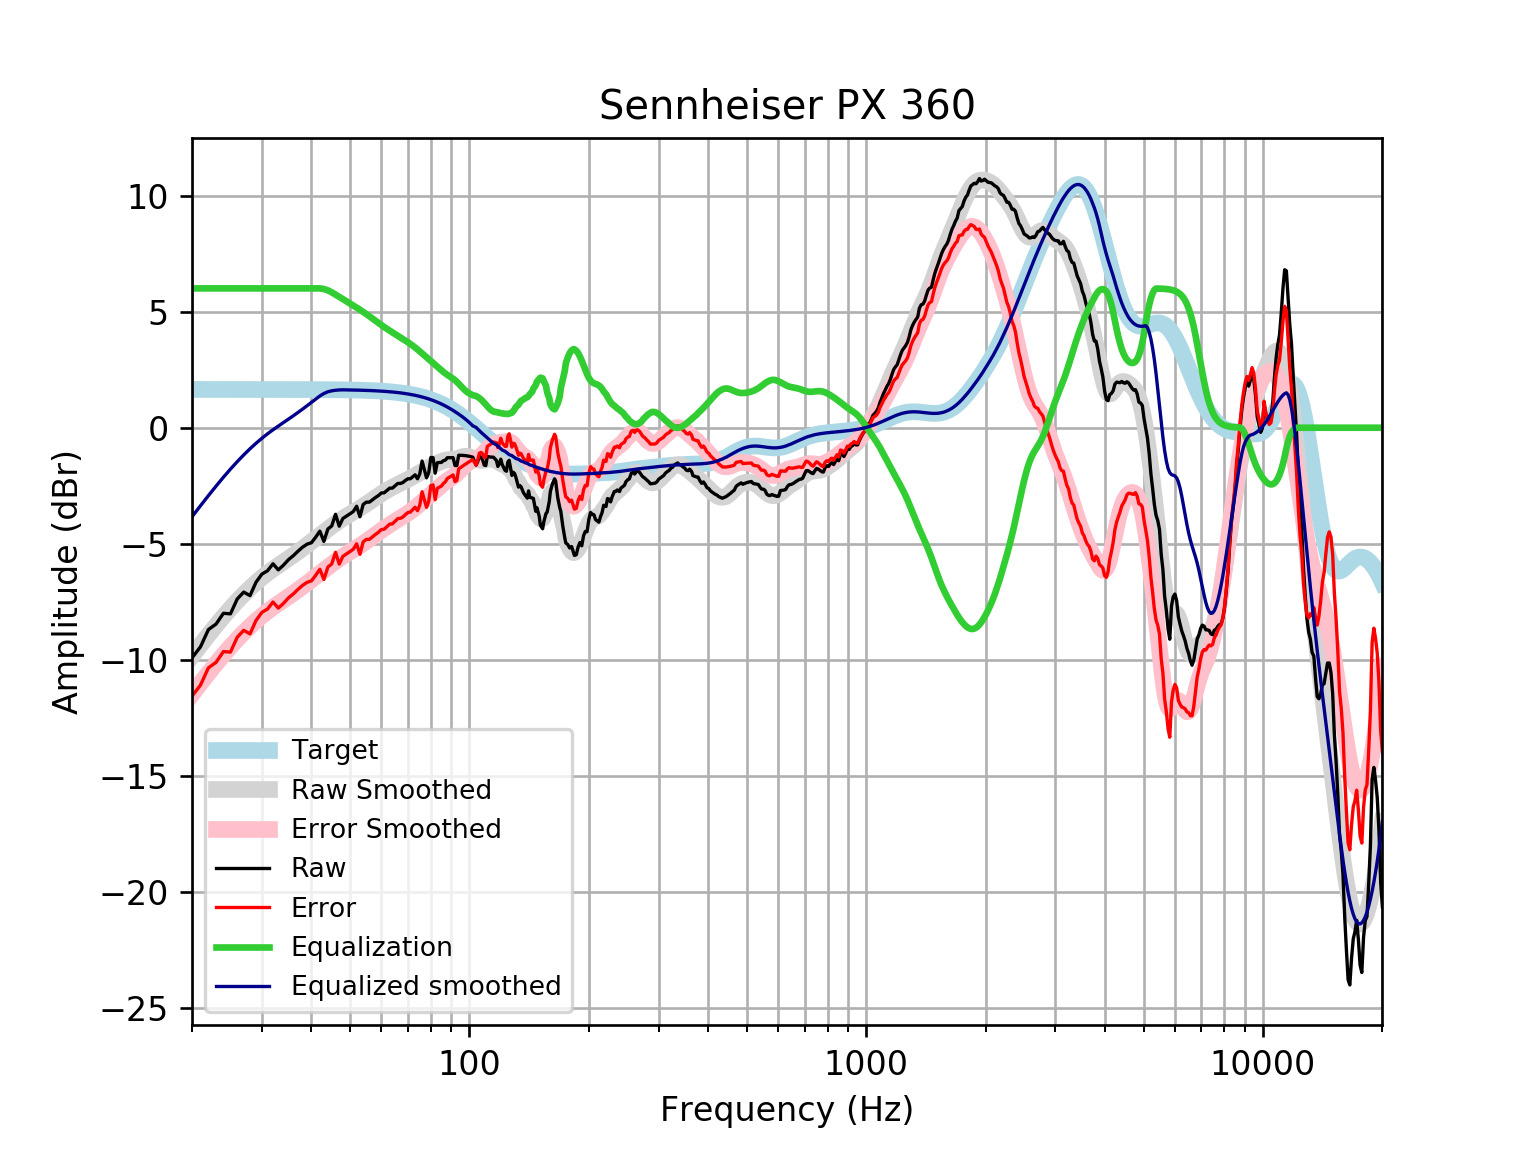 Sennheiser PX 360
Amplitude (dBr)
10
5
0
−5
−10
−15
−20
−25
Target
Raw Smoothed
Error Smoothed
Raw
Error
Equalization
Equalized smoothed
100
1000
10000
Frequency (Hz)